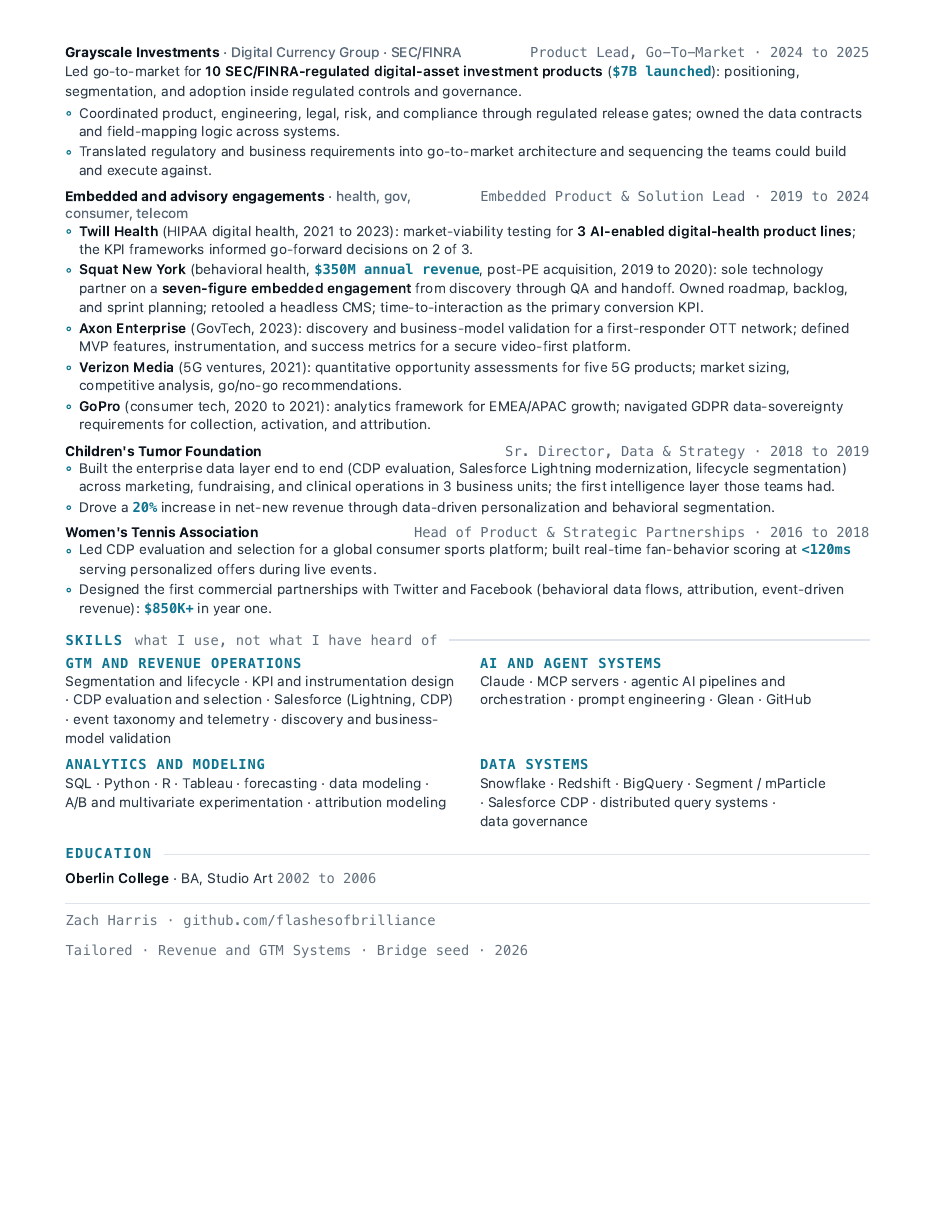 Grayscale Investments · Digital Currency Group · SEC/FINRA Product Lead, Go–To–Market · 2024 to 2025
Led go-to-market for 10 SEC/FINRA-regulated digital-asset investment products ($7B launched): positioning,
segmentation, and adoption inside regulated controls and governance.
Coordinated product, engineering, legal, risk, and compliance through regulated release gates; owned the data contracts
and field-mapping logic across systems.
Translated regulatory and business requirements into go-to-market architecture and sequencing the teams could build
and execute against.
Embedded and advisory engagements · health, gov, Embedded Product & Solution Lead · 2019 to 2024
consumer, telecom
Twill Health (HIPAA digital health, 2021 to 2023): market-viability testing for 3 AI-enabled digital-health product lines;
the KPI frameworks informed go-forward decisions on 2 of 3.
Squat New York (behavioral health, $350M annual revenue, post-PE acquisition, 2019 to 2020): sole technology
partner on a seven-figure embedded engagement from discovery through QA and handoff. Owned roadmap, backlog,
and sprint planning; retooled a headless CMS; time-to-interaction as the primary conversion KPI.
Axon Enterprise (GovTech, 2023): discovery and business-model validation for a first-responder OTT network; defined
MVP features, instrumentation, and success metrics for a secure video-first platform.
Verizon Media (5G ventures, 2021): quantitative opportunity assessments for five 5G products; market sizing,
competitive analysis, go/no-go recommendations.
GoPro (consumer tech, 2020 to 2021): analytics framework for EMEA/APAC growth; navigated GDPR data-sovereignty
requirements for collection, activation, and attribution.
Children's Tumor Foundation Sr. Director, Data & Strategy · 2018 to 2019
Built the enterprise data layer end to end (CDP evaluation, Salesforce Lightning modernization, lifecycle segmentation)
across marketing, fundraising, and clinical operations in 3 business units; the first intelligence layer those teams had.
Drove a 20% increase in net-new revenue through data-driven personalization and behavioral segmentation.
Women's Tennis Association Head of Product & Strategic Partnerships · 2016 to 2018
Led CDP evaluation and selection for a global consumer sports platform; built real-time fan-behavior scoring at <120ms
serving personalized offers during live events.
Designed the first commercial partnerships with Twitter and Facebook (behavioral data flows, attribution, event-driven
revenue): $850K+ in year one.
SKILLS what I use, not what I have heard of
GTM AND REVENUE OPERATIONS
Segmentation and lifecycle · KPI and instrumentation design
· CDP evaluation and selection · Salesforce (Lightning, CDP)
· event taxonomy and telemetry · discovery and business-
model validation
AI AND AGENT SYSTEMS
Claude · MCP servers · agentic AI pipelines and
orchestration · prompt engineering · Glean · GitHub
ANALYTICS AND MODELING
SQL · Python · R · Tableau · forecasting · data modeling ·
A/B and multivariate experimentation · attribution modeling
DATA SYSTEMS
Snowflake · Redshift · BigQuery · Segment / mParticle
· Salesforce CDP · distributed query systems ·
data governance
EDUCATION
Oberlin College · BA, Studio Art 2002 to 2006
Zach Harris · github.com/flashesofbrilliance
Tailored · Revenue and GTM Systems · Bridge seed · 2026